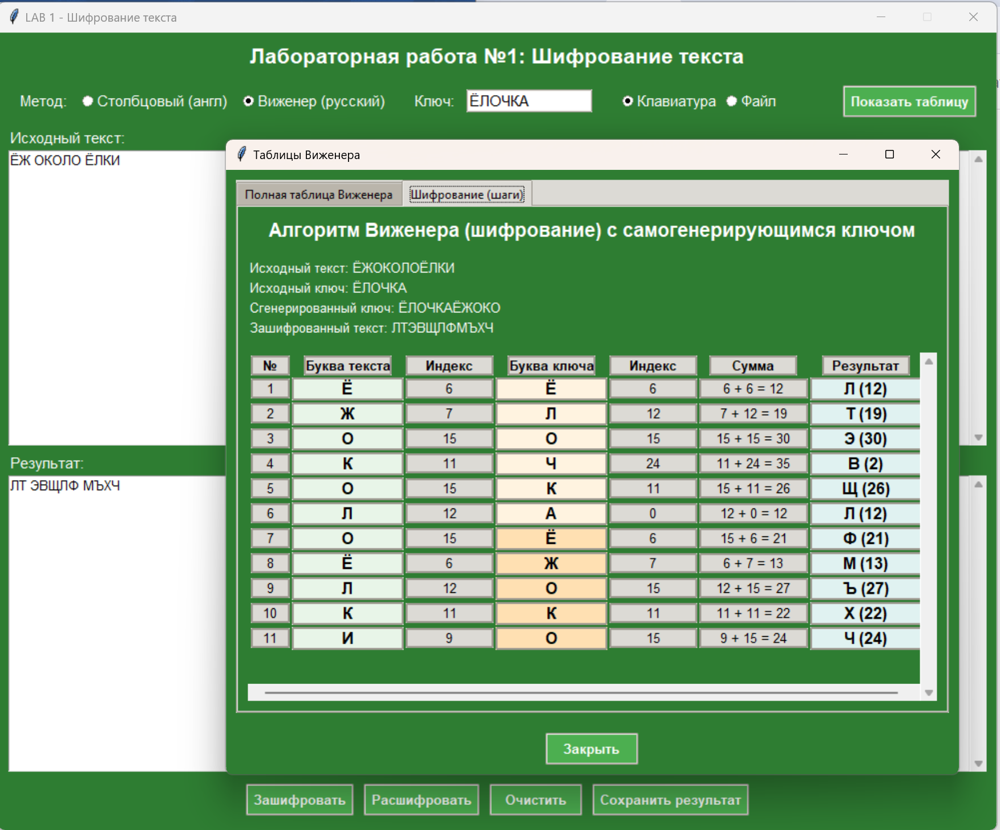 LAB 1 - Шифрование текста
Лабораторная работа №1: Шифрование текста
Метод: Столбцовый (англ) Виженер (русский) Ключ: ЁЛОЧКА Клавиатура Файл Показать таблицу
Исходный текст:
ЁЖ ОКОЛО ЁЛКИ
Таблицы Виженера
Полная таблица Виженера Шифрование (шаги)
Алгоритм Виженера (шифрование) с самогенерирующимся ключом
Исходный текст: ЁЖОКОЛОЁЛКИ
Исходный ключ: ЁЛОЧКА
Сгенерированный ключ: ЁЛОЧКАЁЖОКО
Зашифрованный текст: ЛТЭВЩЛФМЪХЧ
№ Буква текста Индекс Буква ключа Индекс Сумма Результат
1 Ё 6 Ё 6 6 + 6 = 12 Л (12)
2 Ж 7 Л 12 7 + 12 = 19 Т (19)
3 О 15 О 15 15 + 15 = 30 Э (30)
4 К 11 Ч 24 11 + 24 = 35 В (2)
5 О 15 К 11 15 + 11 = 26 Щ (26)
6 Л 12 А 0 12 + 0 = 12 Л (12)
7 О 15 Ё 6 15 + 6 = 21 Ф (21)
8 Ё 6 Ж 7 6 + 7 = 13 М (13)
9 Л 12 О 15 12 + 15 = 27 Ъ (27)
10 К 11 К 11 11 + 11 = 22 Х (22)
11 И 9 О 15 9 + 15 = 24 Ч (24)
Закрыть
Результат:
ЛТ ЭВЩЛФ МЪХЧ
Зашифровать Расшифровать Очистить Сохранить результат